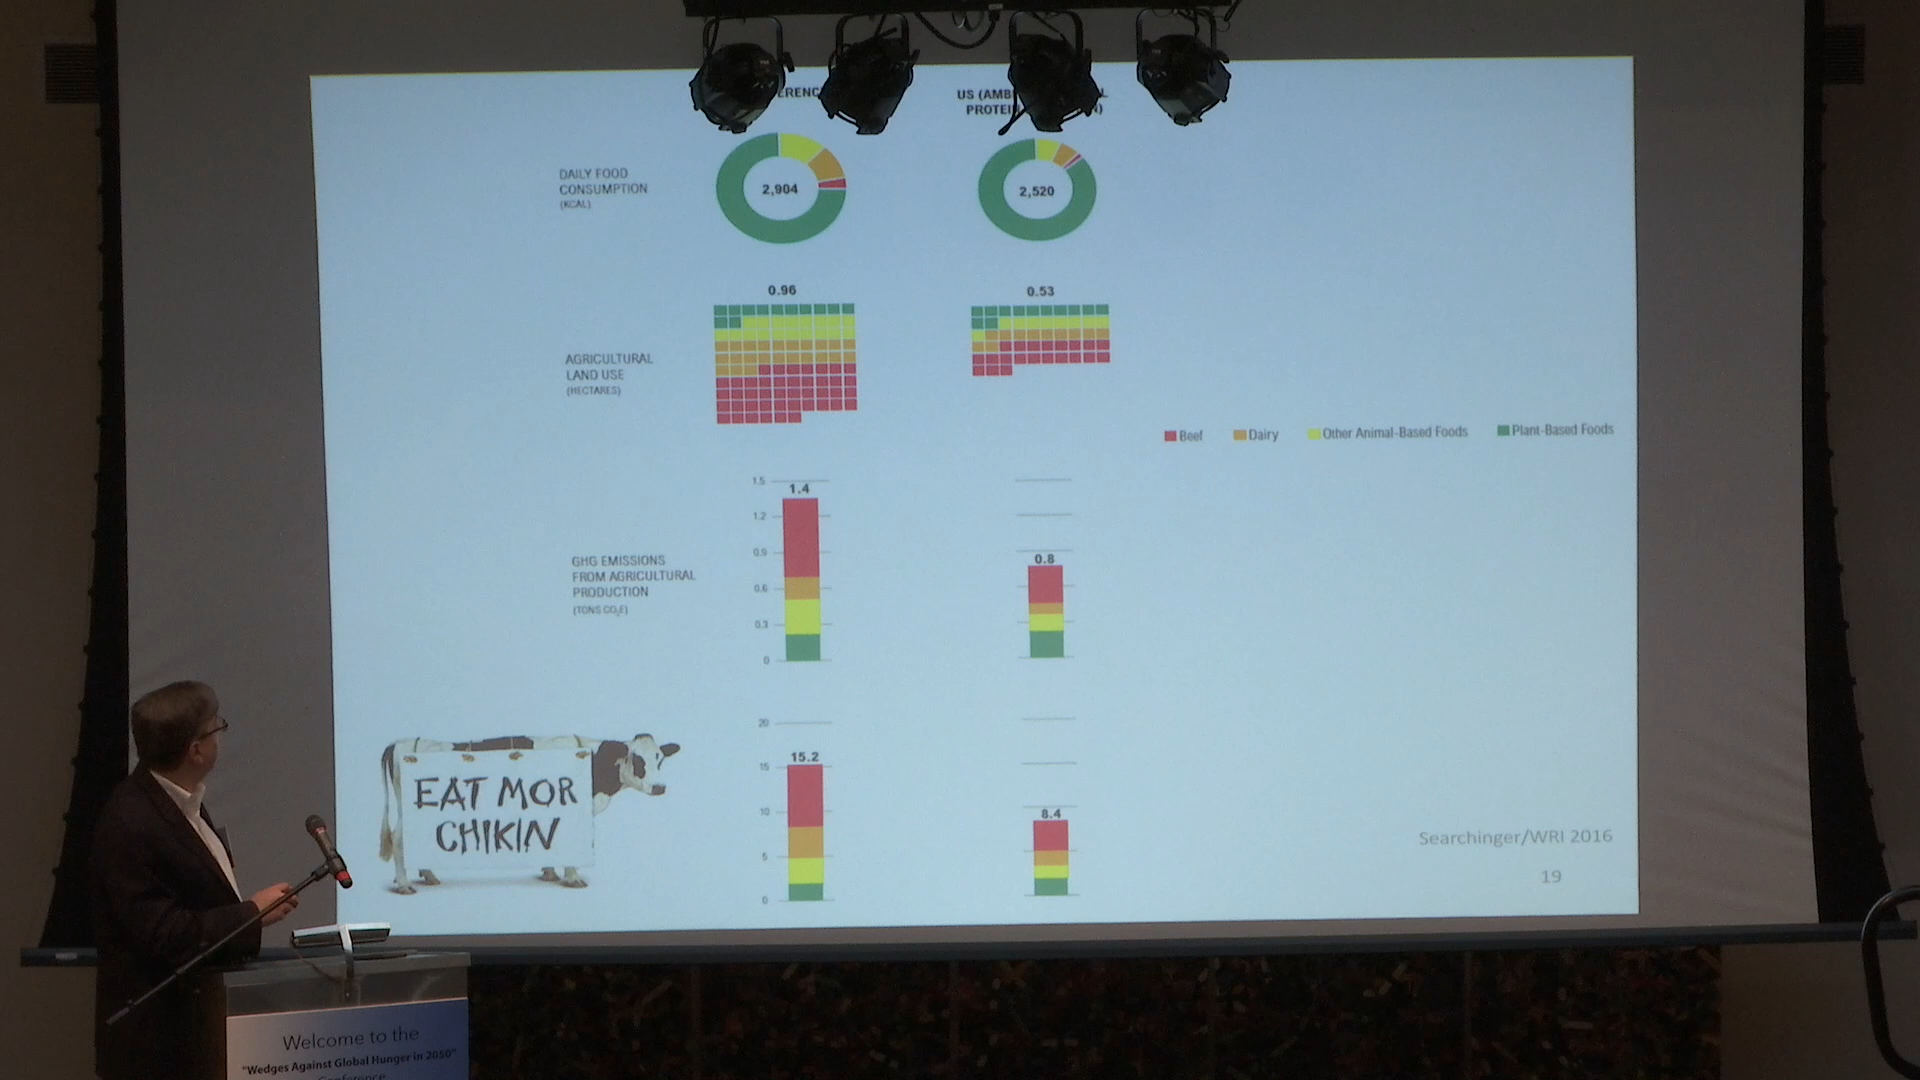 US (AMB
DAILY FOOD
CONSUMPTION
(KCAL)
2,904
2,520
0.96
0.53
AGRICULTURAL
LAND USE
(HECTARES)
Beef
Dairy
Other Animal-Based Foods
Plant-Based Foods
1.5
1.2
0.9
0.6
0.3
0
1.4
0.8
GHG EMISSIONS
FROM AGRICULTURAL
PRODUCTION
(TONS CO₂E)
20
15
10
5
0
15.2
8.4
EAT MOR
CHIKIN
Searchinger/WRI 2016
19
Welcome to the
"Wedges Against Global Hunger in 2050"
Conference